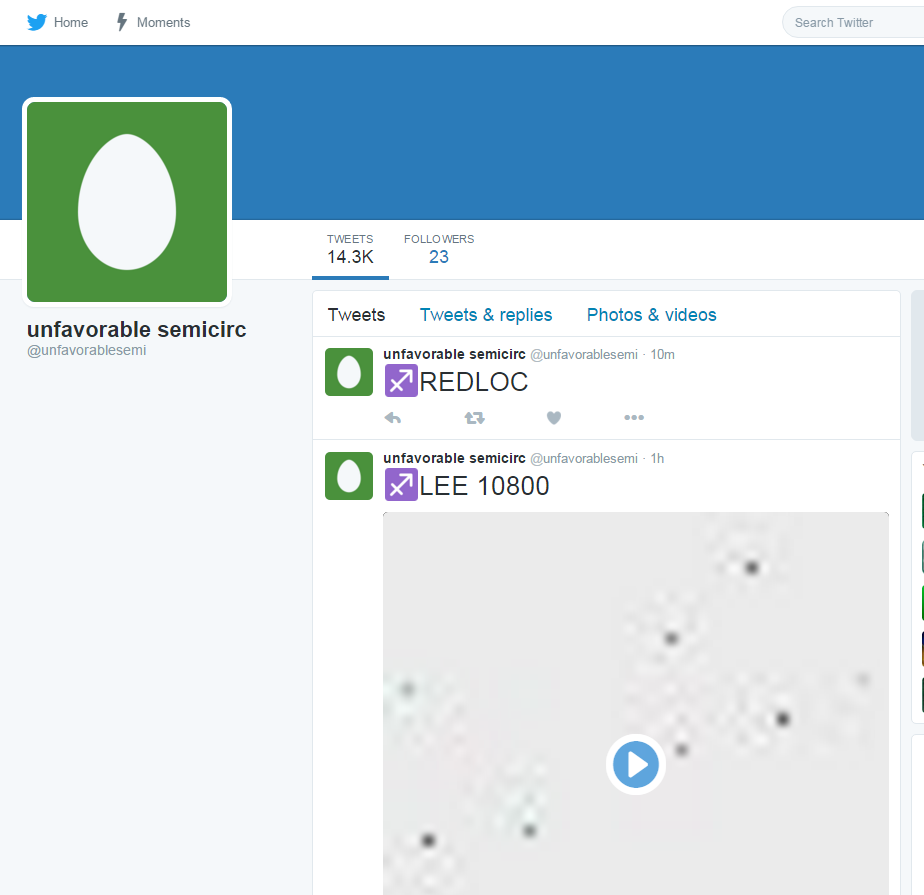 Home Moments Search Twitter
TWEETS FOLLOWERS
14.3K 23
unfavorable semicirc
@unfavorablesemi
Tweets Tweets & replies Photos & videos
unfavorable semicirc @unfavorablesemi · 10m
♐REDLOC
unfavorable semicirc @unfavorablesemi · 1h
♐LEE 10800